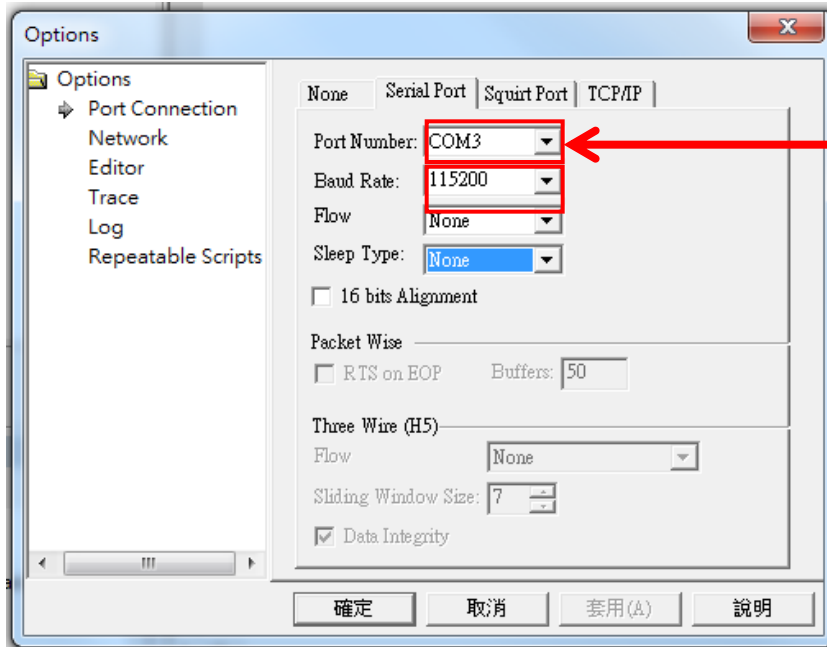 Options
Options
Port Connection
Network
Editor
Trace
Log
Repeatable Scripts
None Serial Port Squirt Port TCP/IP
Port Number: COM3
Baud Rate: 115200
Flow None
Sleep Type: None
16 bits Alignment
Packet Wise
RTS on EOP Buffers: 50
Three Wire (H5)
Flow None
Sliding Window Size: 7
Data Integrity
確定 取消 套用(A) 說明